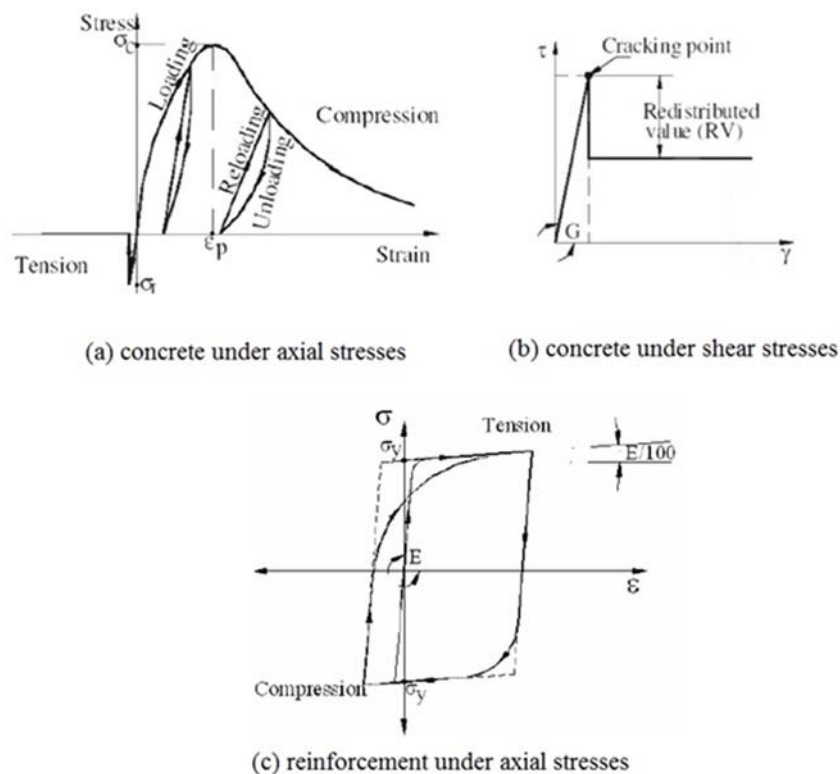 Stress
σc
Loading
Reloading
Unloading
Compression
εp
Strain
Tension
σt
(a) concrete under axial stresses
τ
Cracking point
Redistributed
value (RV)
G
γ
(b) concrete under shear stresses
σ
σy
Tension
E/100
E
ε
Compression
σy
(c) reinforcement under axial stresses